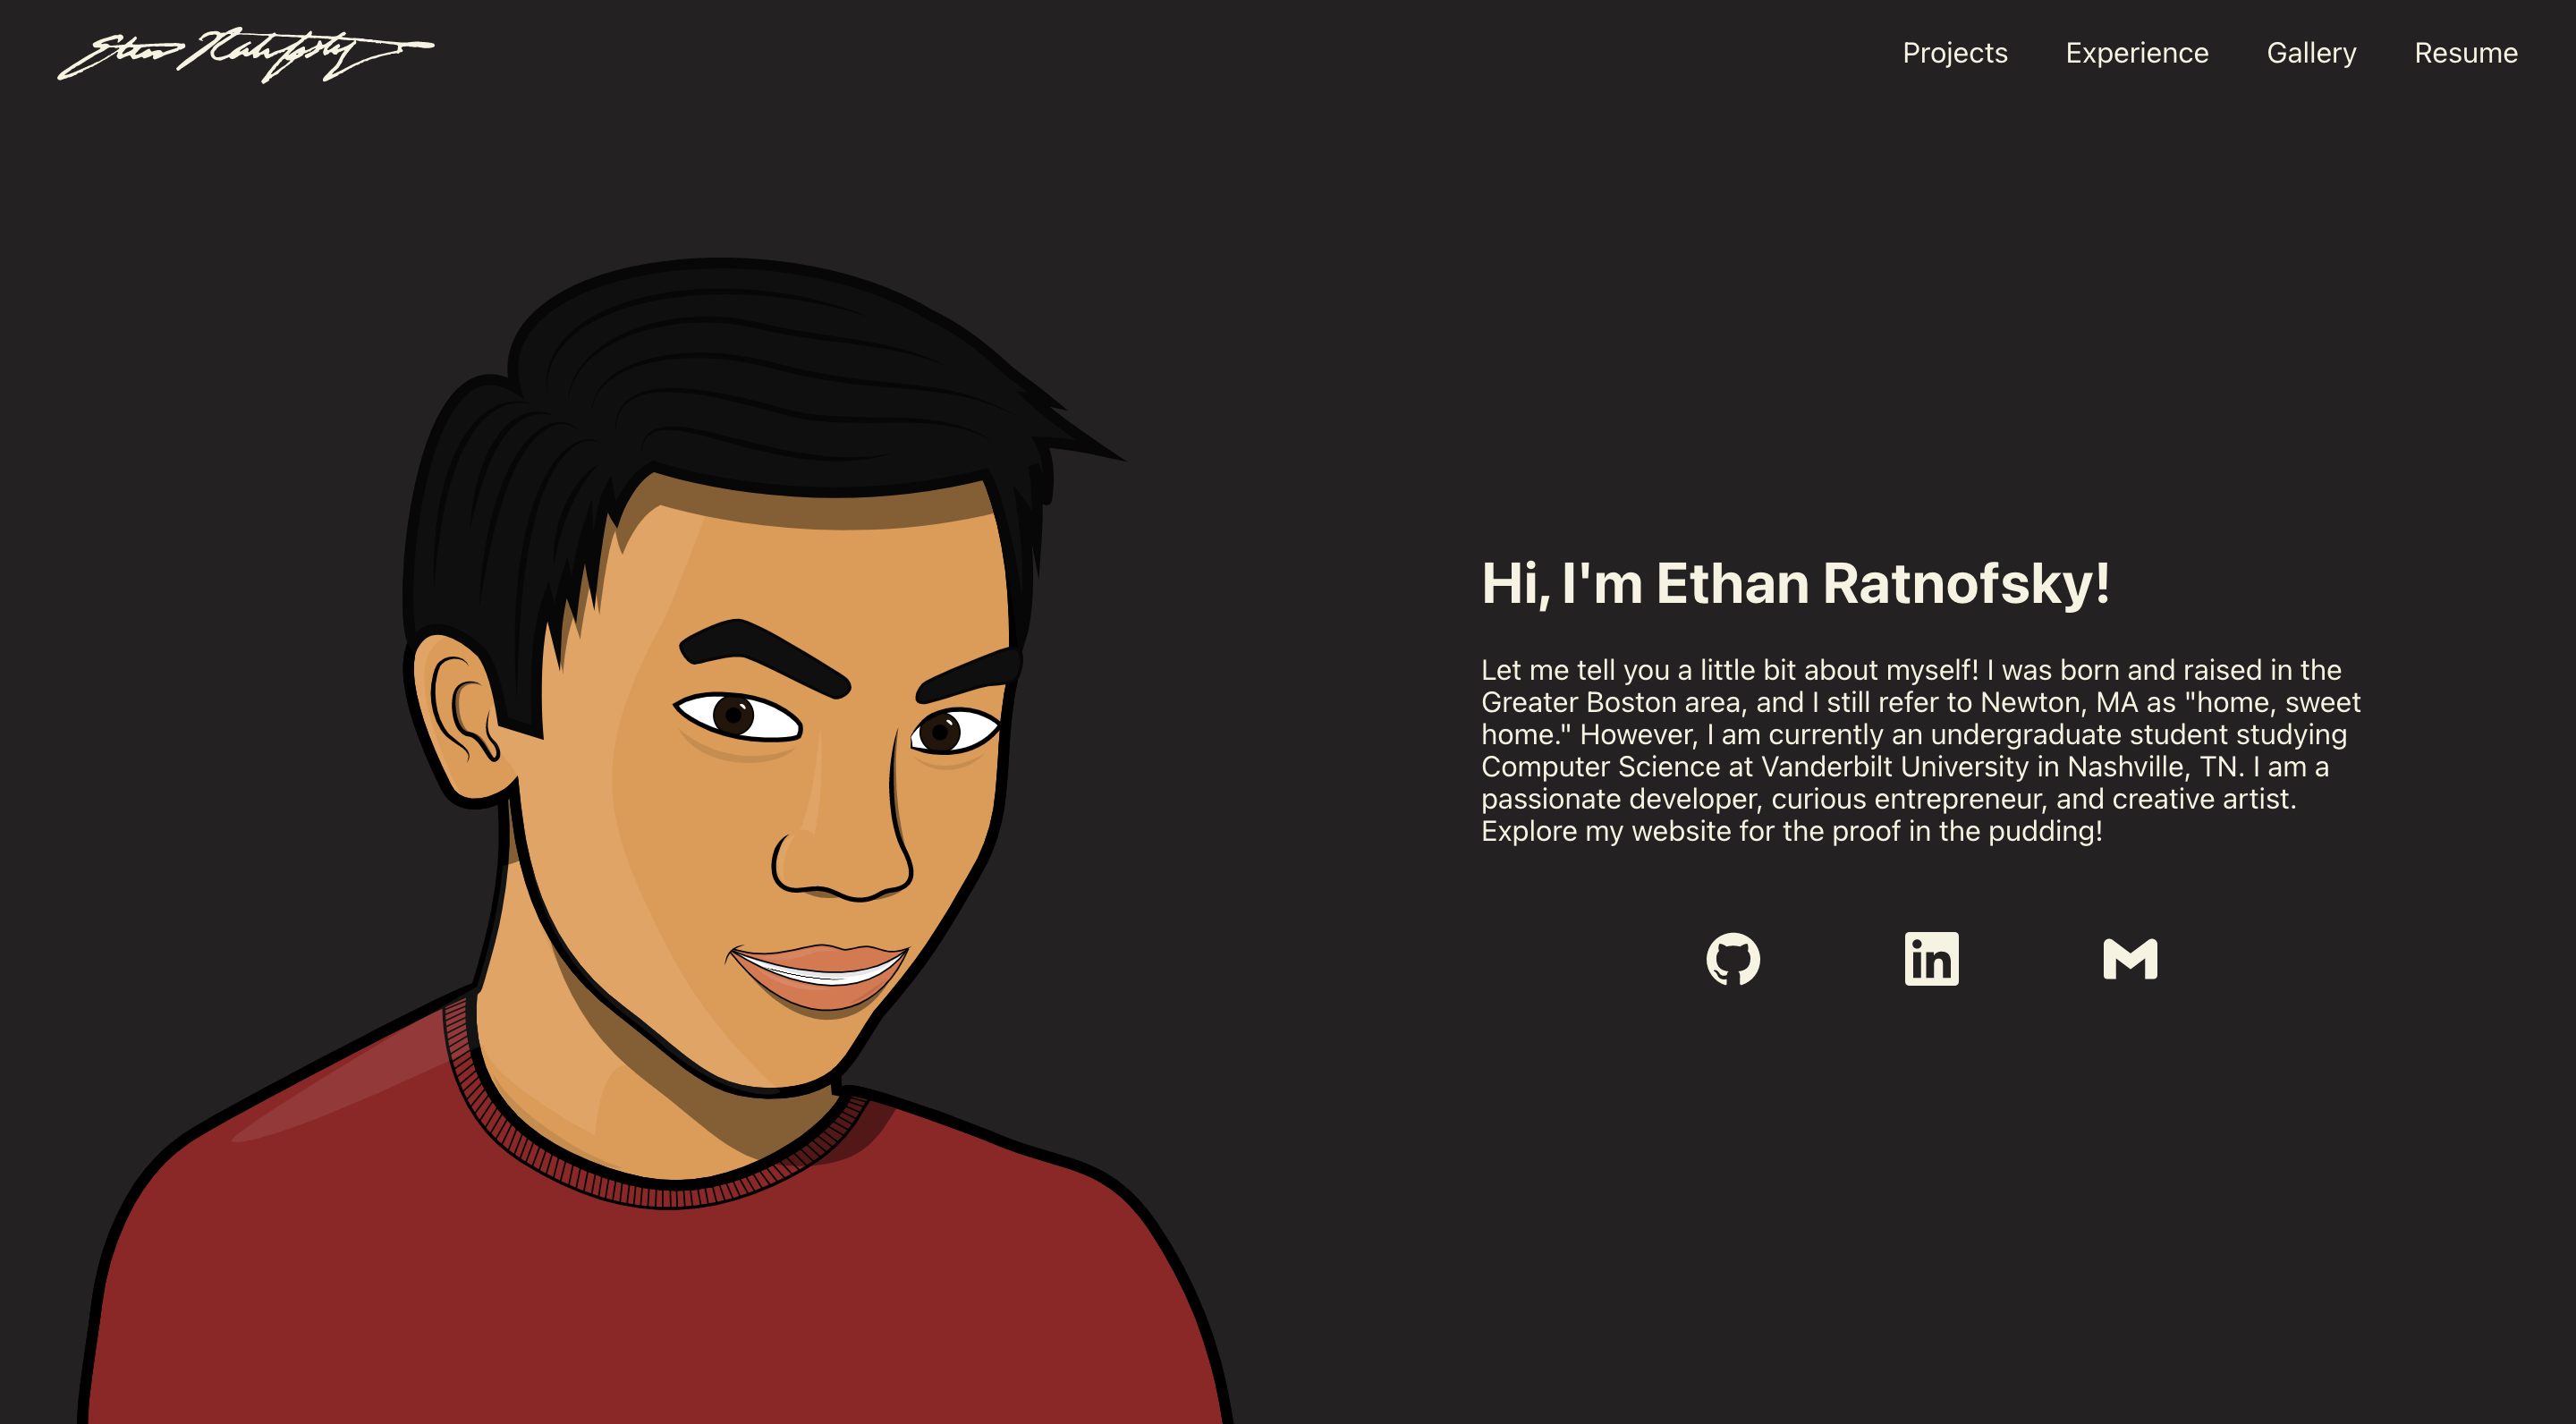 Ethan Ratnofsky
Projects Experience Gallery Resume
Hi, I'm Ethan Ratnofsky!
Let me tell you a little bit about myself! I was born and raised in the
Greater Boston area, and I still refer to Newton, MA as "home, sweet
home." However, I am currently an undergraduate student studying
Computer Science at Vanderbilt University in Nashville, TN. I am a
passionate developer, curious entrepreneur, and creative artist.
Explore my website for the proof in the pudding!
in